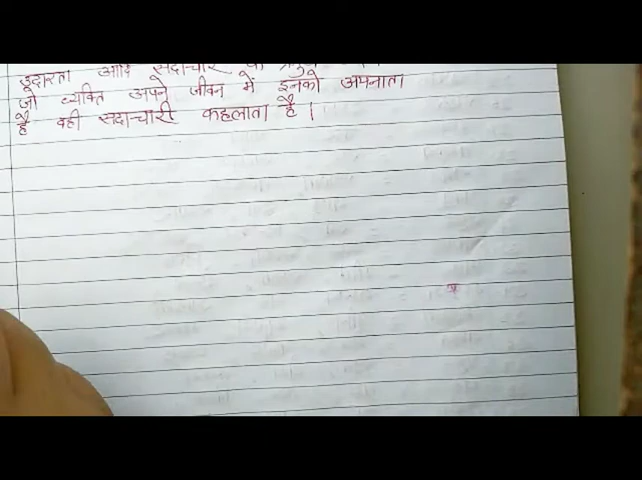 उदारता आदि सदाचार
जो व्यक्ति अपने जीवन में इनको अपनाता
है वही सदाचारी कहलाता है ।